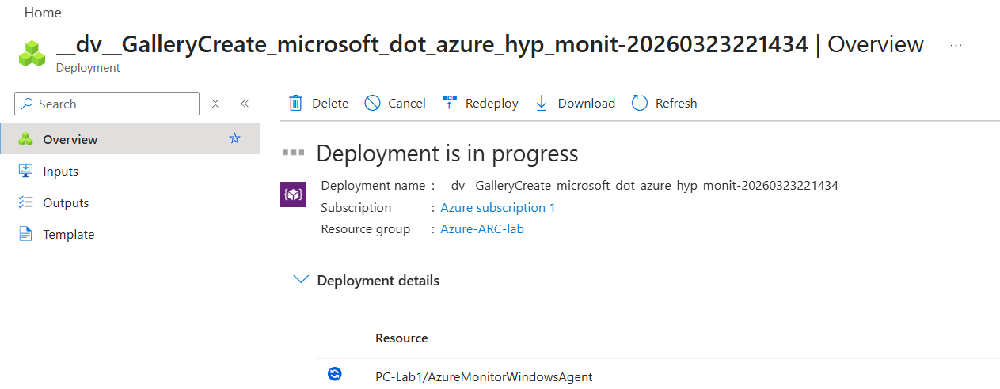 Home
__dv__GalleryCreate_microsoft_dot_azure_hyp_monit-20260323221434 | Overview ...
Deployment
Search
Overview
Inputs
Outputs
Template
Delete Cancel Redeploy Download Refresh
Deployment is in progress
Deployment name : __dv__GalleryCreate_microsoft_dot_azure_hyp_monit-20260323221434
Subscription : Azure subscription 1
Resource group : Azure-ARC-lab
Deployment details
Resource
PC-Lab1/AzureMonitorWindowsAgent